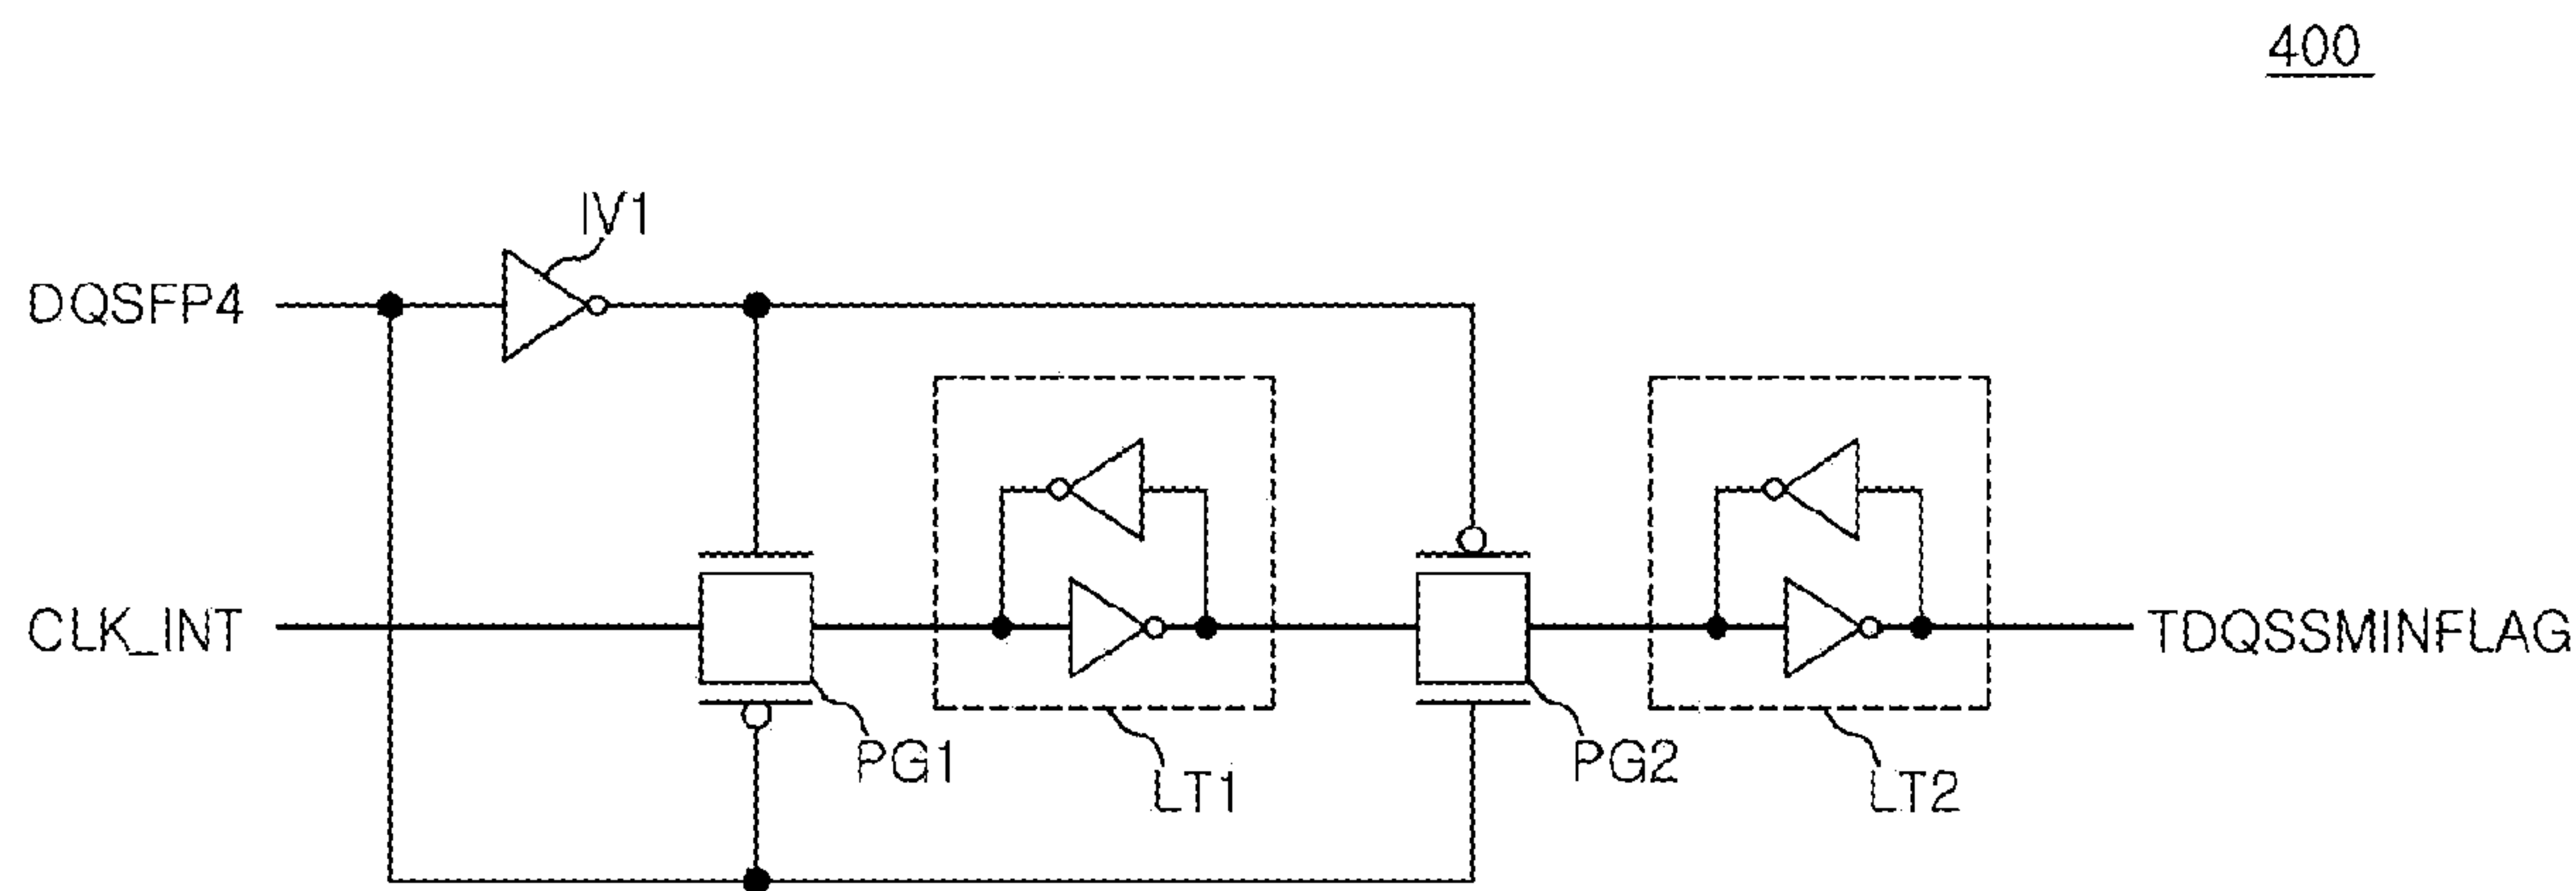 400
IV1
DQSFP4
CLK_INT
TDQSSMINFLAG
PG1
LT1
PG2
LT2